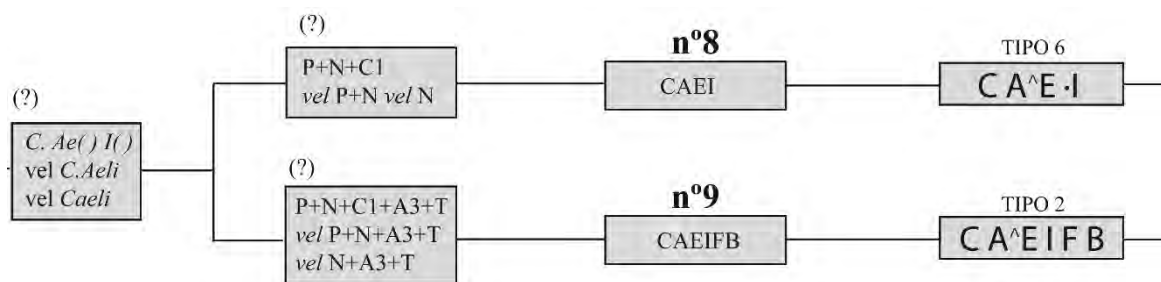 (?)
C. Ae( ) I( )
vel C.Aeli
vel Caeli
(?)
P+N+C1
vel P+N vel N
nº8
CAEI
TIPO 6
C A^E ·I
(?)
P+N+C1+A3+T
vel P+N+A3+T
vel N+A3+T
nº9
CAEIFB
TIPO 2
C A^E I F B